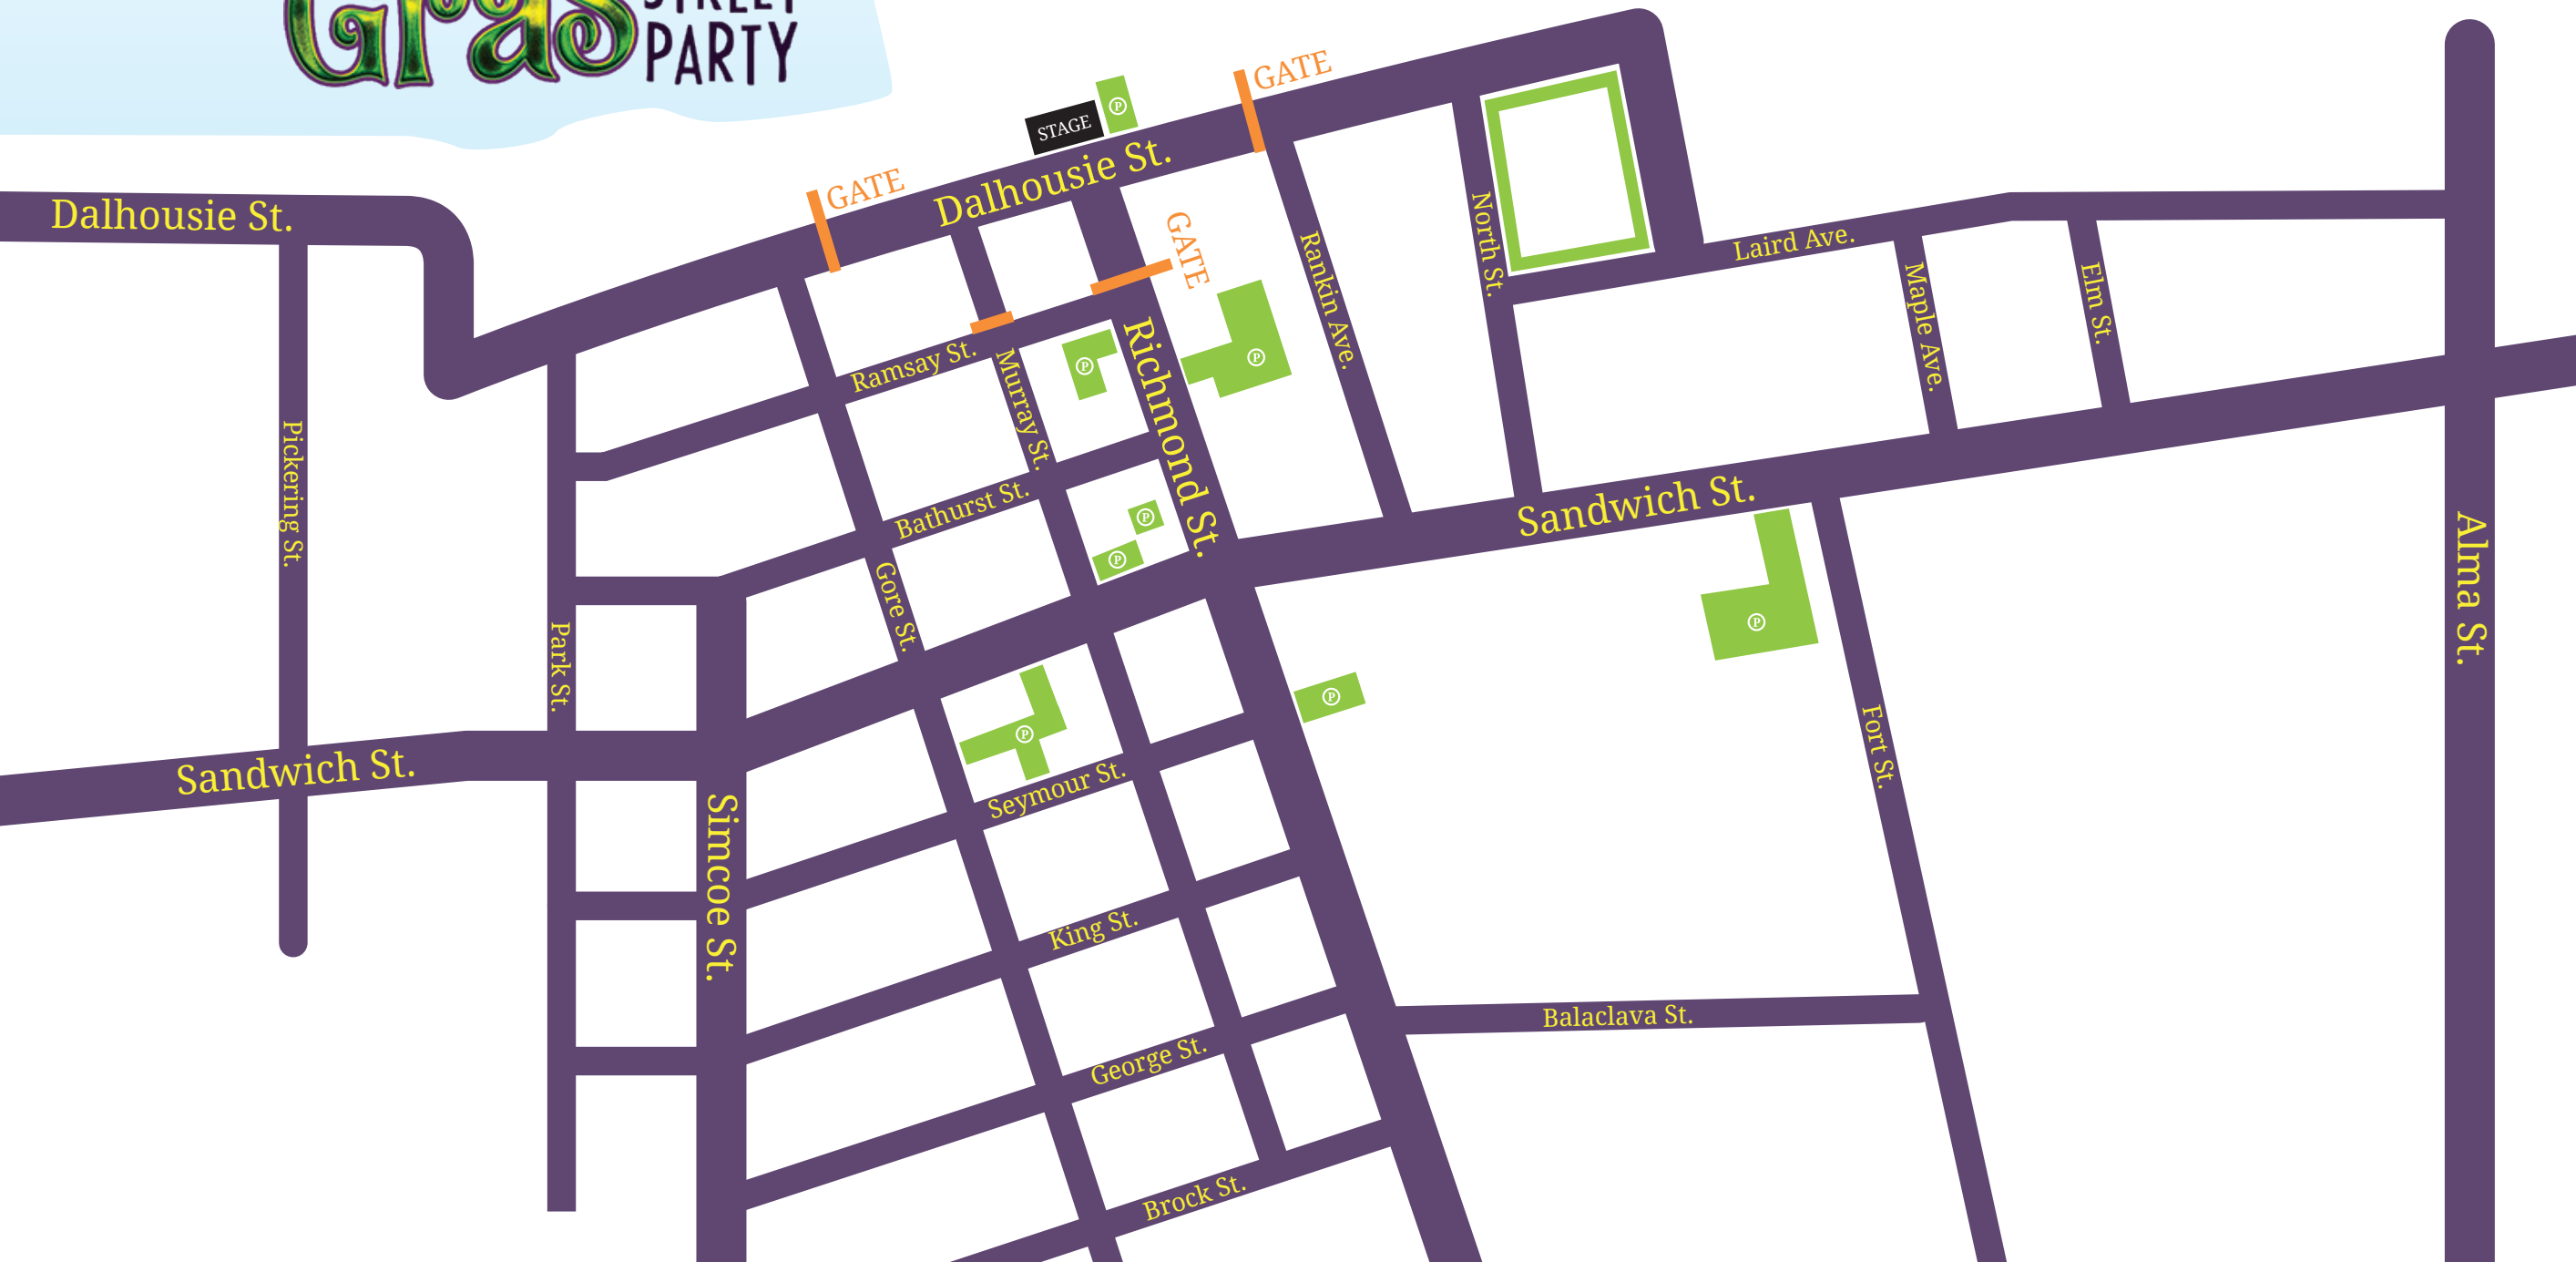 Gras
PARTY
GATE
STAGE
P
Dalhousie St.
GATE
Dalhousie St.
GATE
North St.
Rankin Ave.
Laird Ave.
Maple Ave.
Elm St.
Ramsay St.
Murray St.
P
Richmond St.
P
Pickering St.
Bathurst St.
P
P
Sandwich St.
Alma St.
Gore St.
Park St.
P
P
P
Fort St.
Sandwich St.
Seymour St.
Simcoe St.
King St.
Balaclava St.
George St.
Brock St.